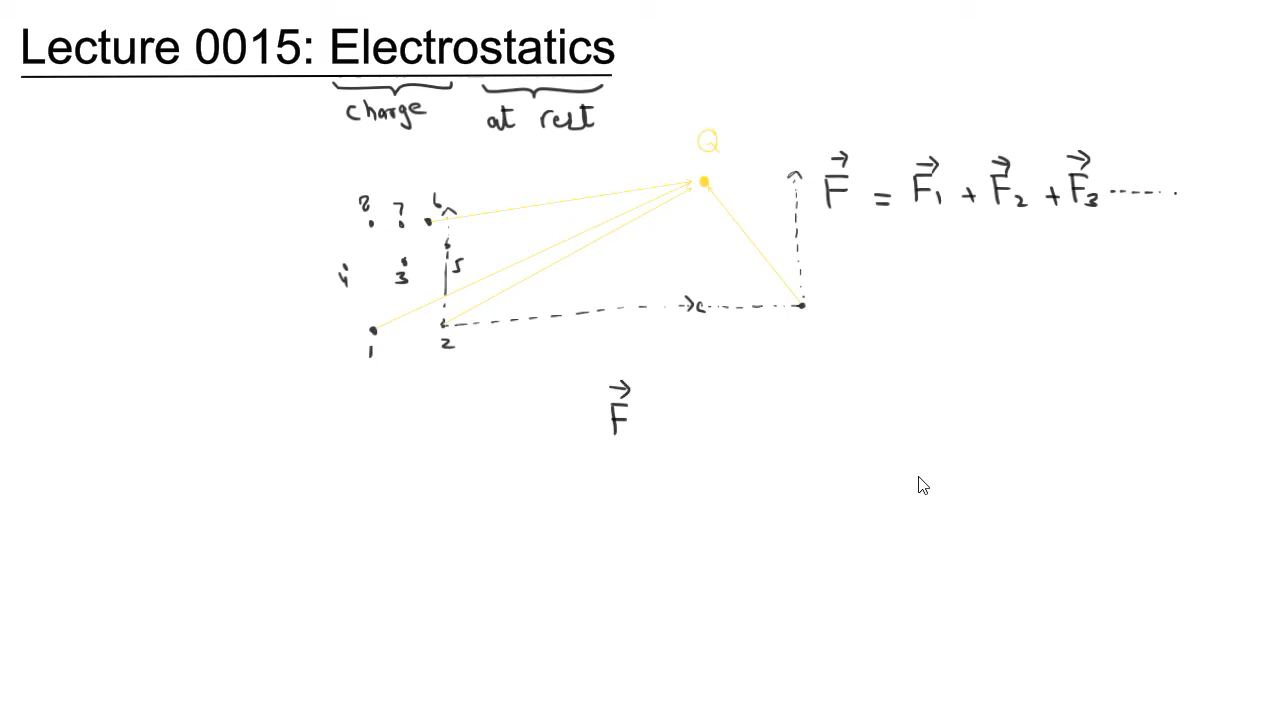 Lecture 0015: Electrostatics
charge at rest
Q
F⃗ = F⃗₁ + F⃗₂ + F⃗₃ ......
8 7 6
4 3 5
c
1 2
F⃗